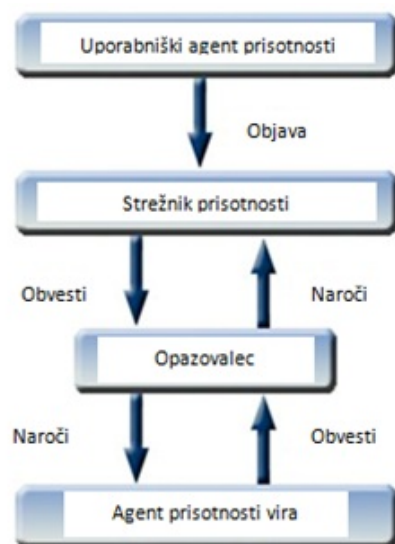 Uporabniški agent prisotnosti
Objava
Strežnik prisotnosti
Obvesti
Naroči
Opazovalec
Naroči
Obvesti
Agent prisotnosti vira